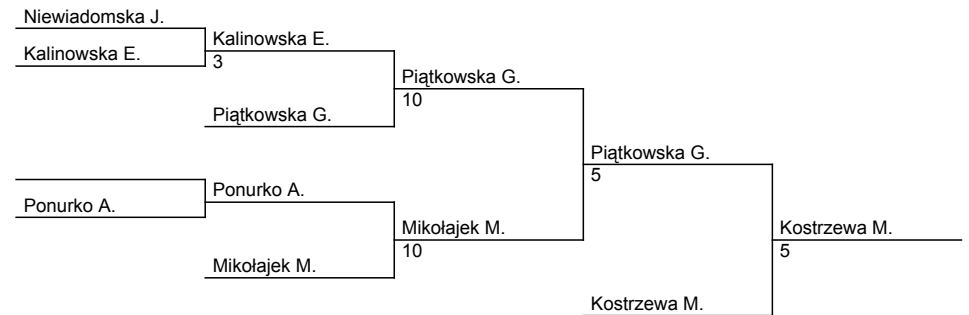 Niewiadomska J.
Kalinowska E.
Kalinowska E.
3
Piątkowska G.
10
Piątkowska G.
Piątkowska G.
5
Ponurko A.
Ponurko A.
Mikołajek M.
10
Kostrzewa M.
5
Mikołajek M.
Kostrzewa M.